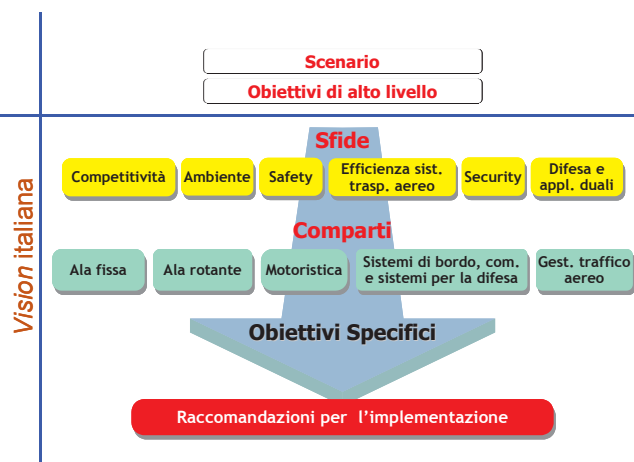 Scenario
Obiettivi di alto livello
Sfide
Competitività
Ambiente
Safety
Efficienza sist.
trasp. aereo
Security
Difesa e
appl. duali
Comparti
Ala fissa
Ala rotante
Motoristica
Sistemi di bordo, com.
e sistemi per la difesa
Gest. traffico
aereo
Obiettivi Specifici
Raccomandazioni per l'implementazione
Vision italiana